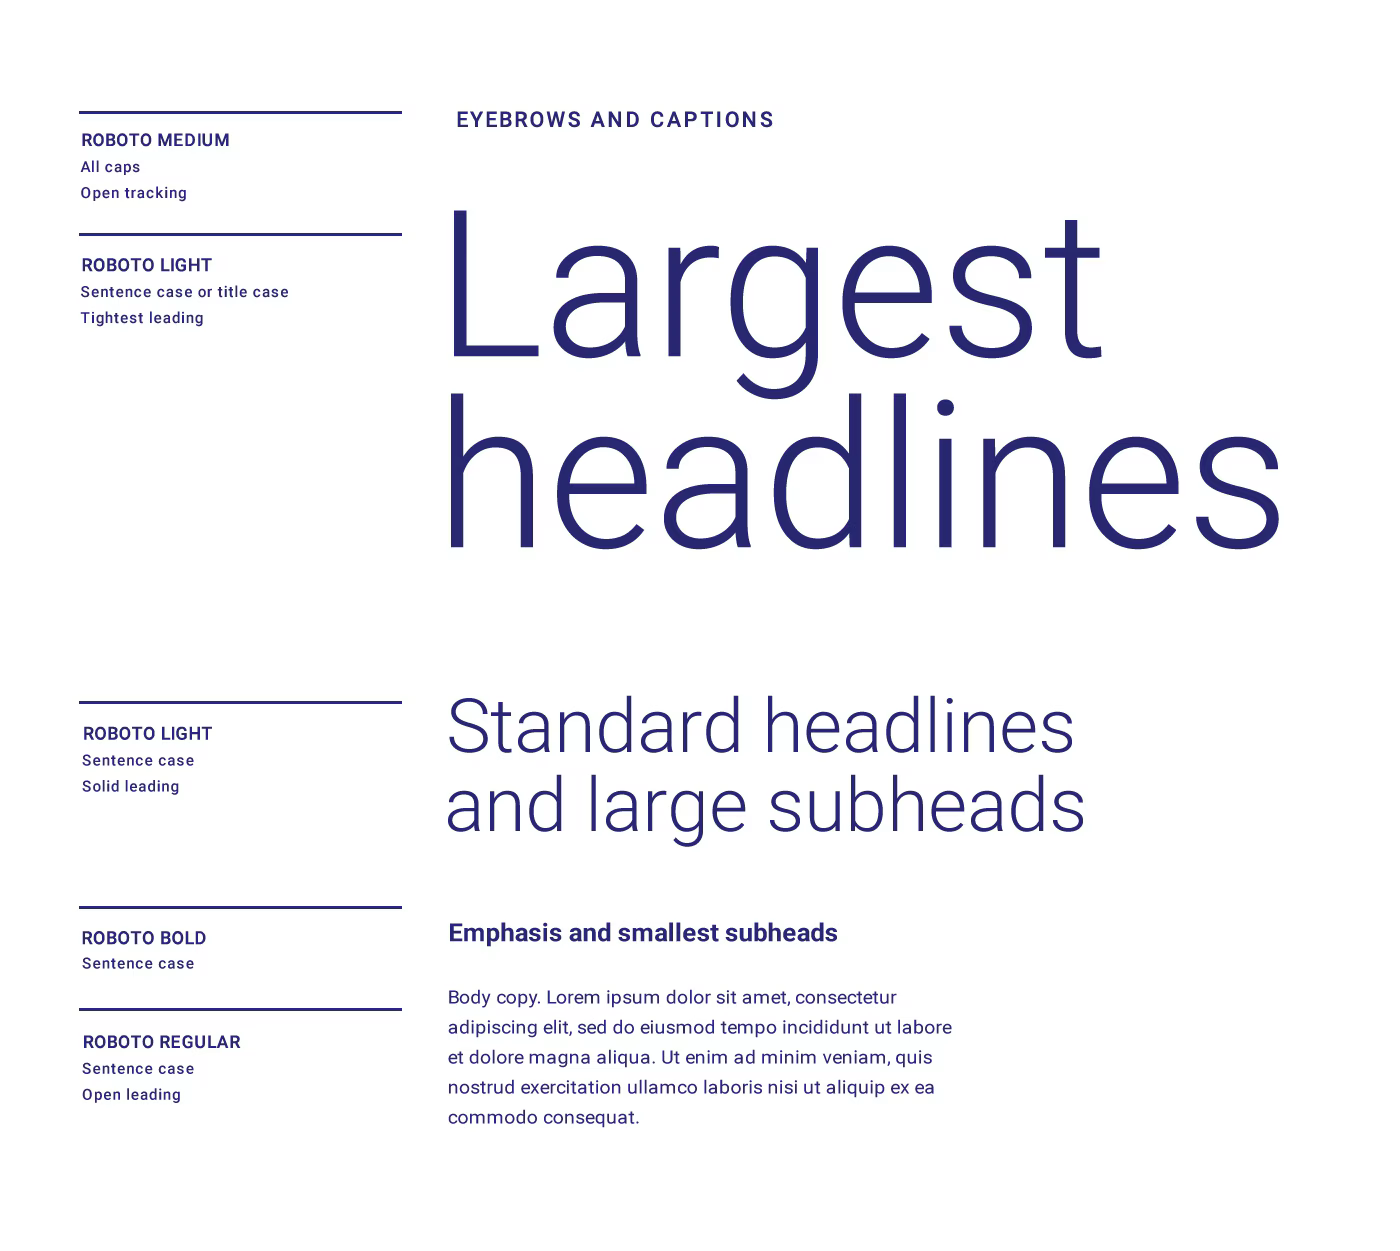 ROBOTO MEDIUM
All caps
Open tracking
EYEBROWS AND CAPTIONS
ROBOTO LIGHT
Sentence case or title case
Tightest leading
Largest
headlines
ROBOTO LIGHT
Sentence case
Solid leading
Standard headlines
and large subheads
ROBOTO BOLD
Sentence case
Emphasis and smallest subheads
ROBOTO REGULAR
Sentence case
Open leading
Body copy. Lorem ipsum dolor sit amet, consectetur
adipiscing elit, sed do eiusmod tempo incididunt ut labore
et dolore magna aliqua. Ut enim ad minim veniam, quis
nostrud exercitation ullamco laboris nisi ut aliquip ex ea
commodo consequat.